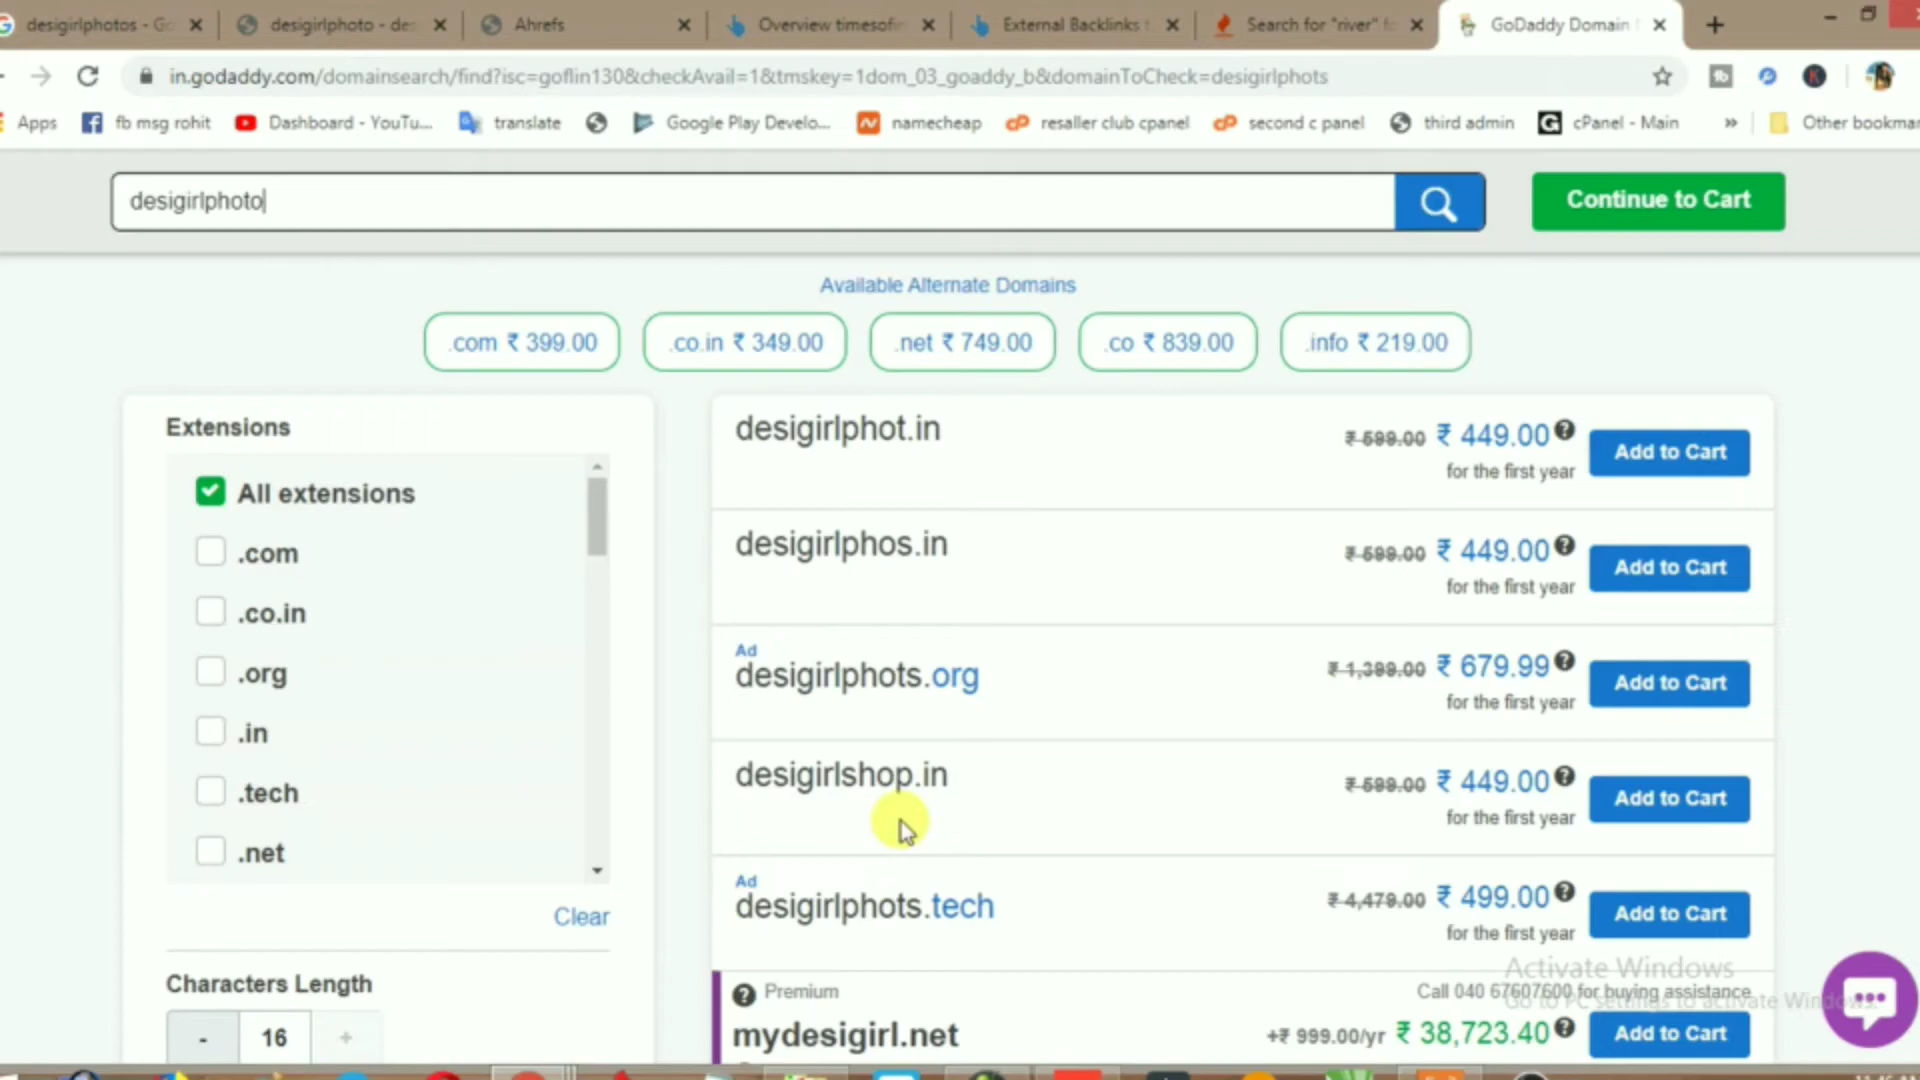 desigirlphotos - Go
desigirlphoto - de
Ahrefs
Overview timesofin
External Backlinks t
Search for "river" fo
GoDaddy Domain
in.godaddy.com/domainsearch/find?isc=goflin130&checkAvail=1&tmskey=1dom_03_goaddy_b&domainToCheck=desigirlphots
Apps
fb msg rohit
Dashboard - YouTu...
translate
Google Play Develo...
namecheap
resaller club cpanel
second c panel
third admin
cPanel - Main
»
Other bookmar
desigirlphoto
Continue to Cart
Available Alternate Domains
.com ₹ 399.00
.co.in ₹ 349.00
.net ₹ 749.00
.co ₹ 839.00
.info ₹ 219.00
Extensions
All extensions
.com
.co.in
.org
.in
.tech
.net
Clear
Characters Length
- 16 +
desigirlphot.in
₹ 599.00 ₹ 449.00
for the first year
Add to Cart
desigirlphos.in
₹ 599.00 ₹ 449.00
for the first year
Add to Cart
Ad
desigirlphots.org
₹ 1,399.00 ₹ 679.99
for the first year
Add to Cart
desigirlshop.in
₹ 599.00 ₹ 449.00
for the first year
Add to Cart
Ad
desigirlphots.tech
₹ 4,479.00 ₹ 499.00
for the first year
Add to Cart
Activate Windows
Go to PC settings to activate Windows.
Premium
Call 040 67607600 for buying assistance
mydesigirl.net
+₹ 999.00/yr ₹ 38,723.40
Add to Cart